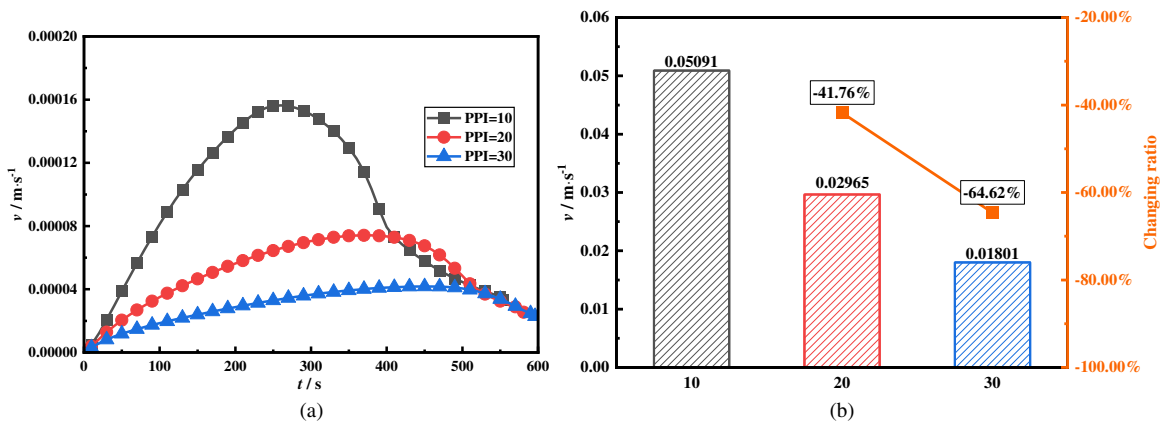 0.00020
0.00016
0.00012
0.00008
0.00004
0.00000
v / m·s⁻¹
PPI=10
PPI=20
PPI=30
0 100 200 300 400 500 600
t / s
(a)
0.06
0.05
0.04
0.03
0.02
0.01
0.00
v / m·s⁻¹
0.05091
0.02965
0.01801
-41.76%
-64.62%
10 20 30
-20.00%
-40.00%
-60.00%
-80.00%
-100.00%
Changing ratio
(b)